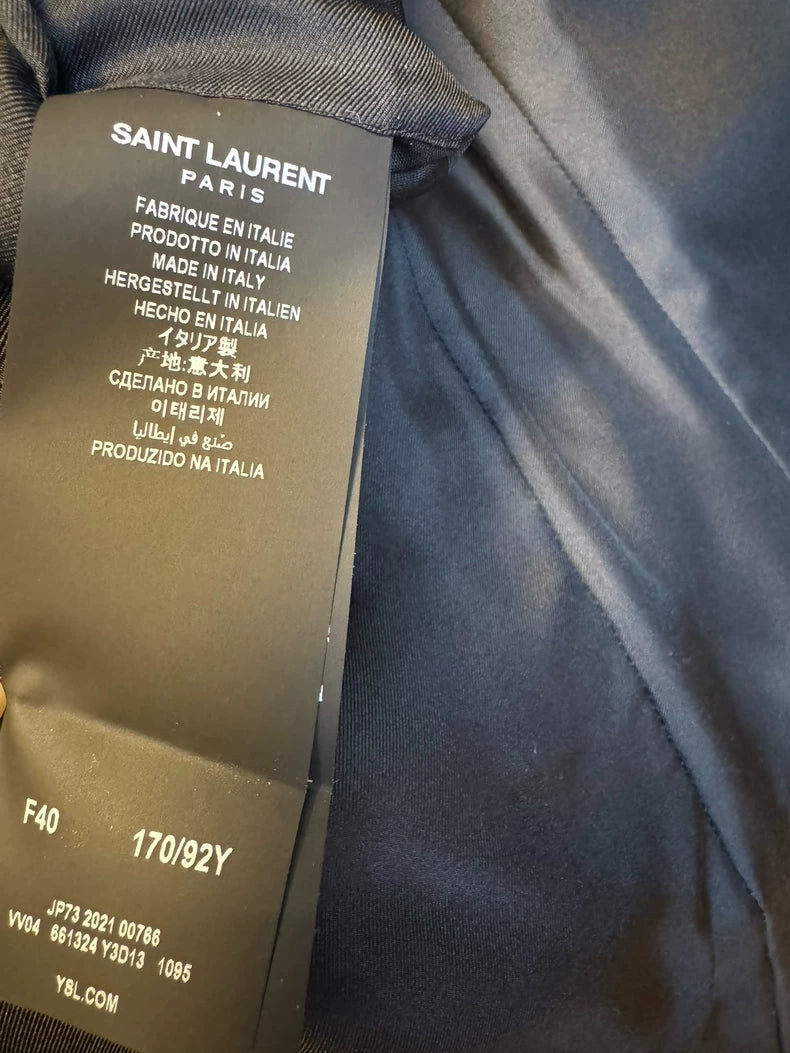 SAINT LAURENT
PARIS
FABRIQUE EN ITALIE
PRODOTTO IN ITALIA
MADE IN ITALY
HERGESTELLT IN ITALIEN
HECHO EN ITALIA
イタリア製
产地:意大利
СДЕЛАНО В ИТАЛИИ
이태리제
صنع في إيطاليا
PRODUZIDO NA ITALIA
F40 170/92Y
JP73 2021 00766
VV04 661324 Y3D13 1095
YSL.COM